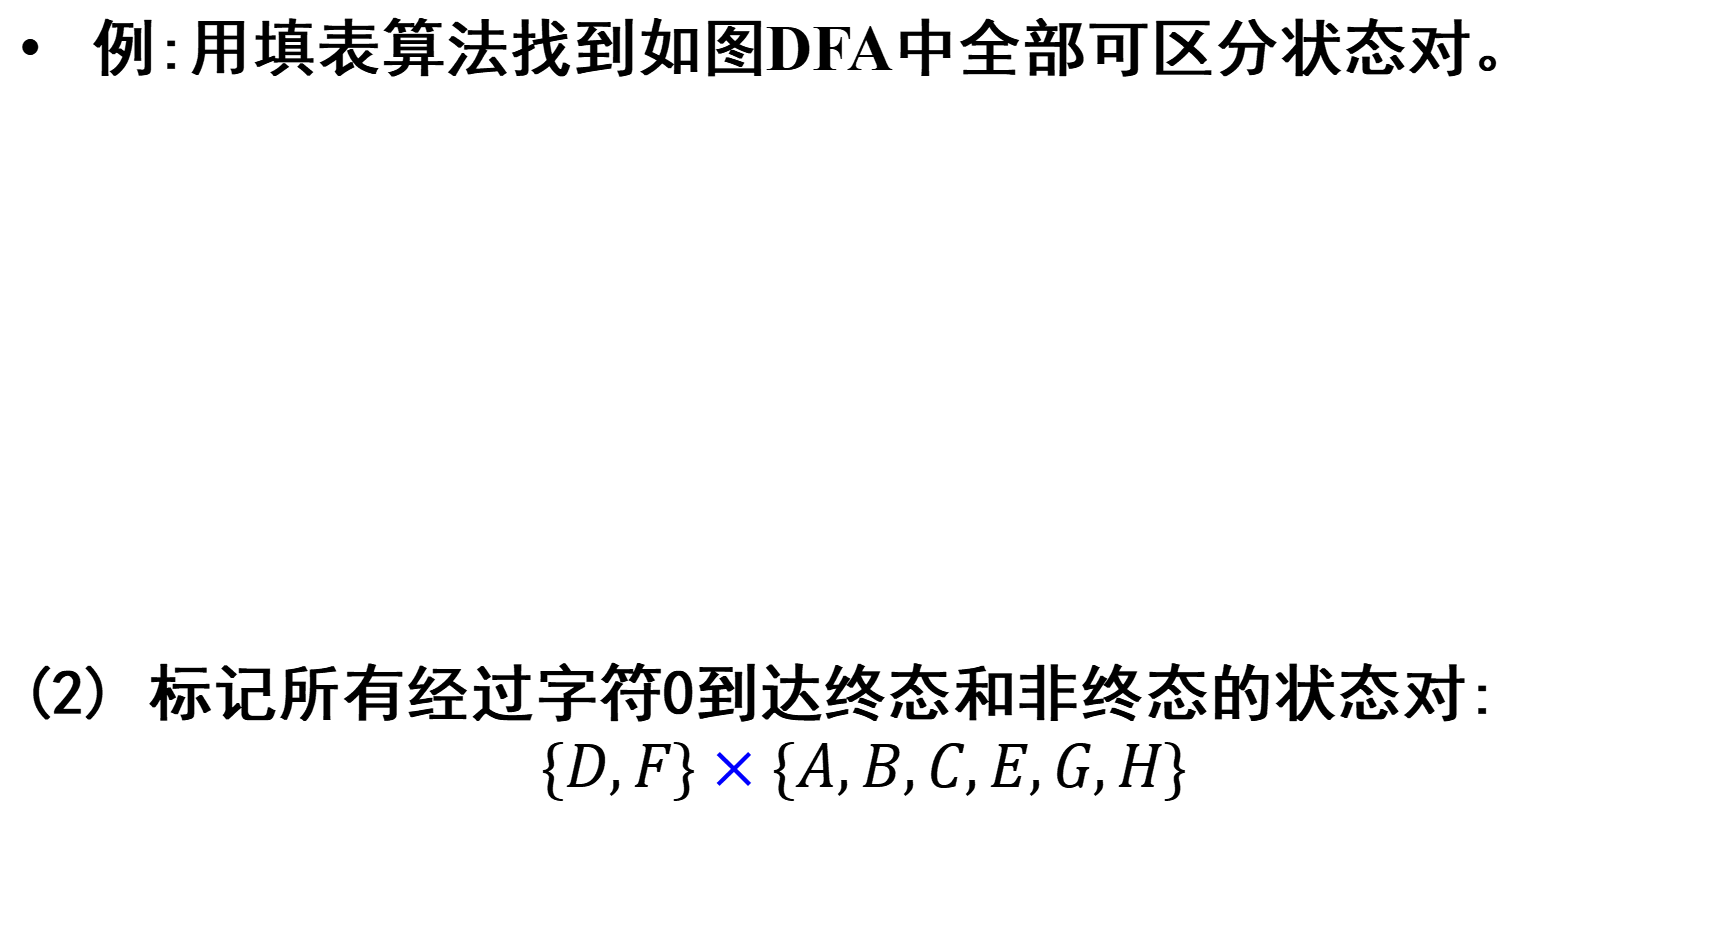 • 例:用填表算法找到如图DFA中全部可区分状态对。
(2) 标记所有经过字符0到达终态和非终态的状态对:
{D, F} × {A, B, C, E, G, H}